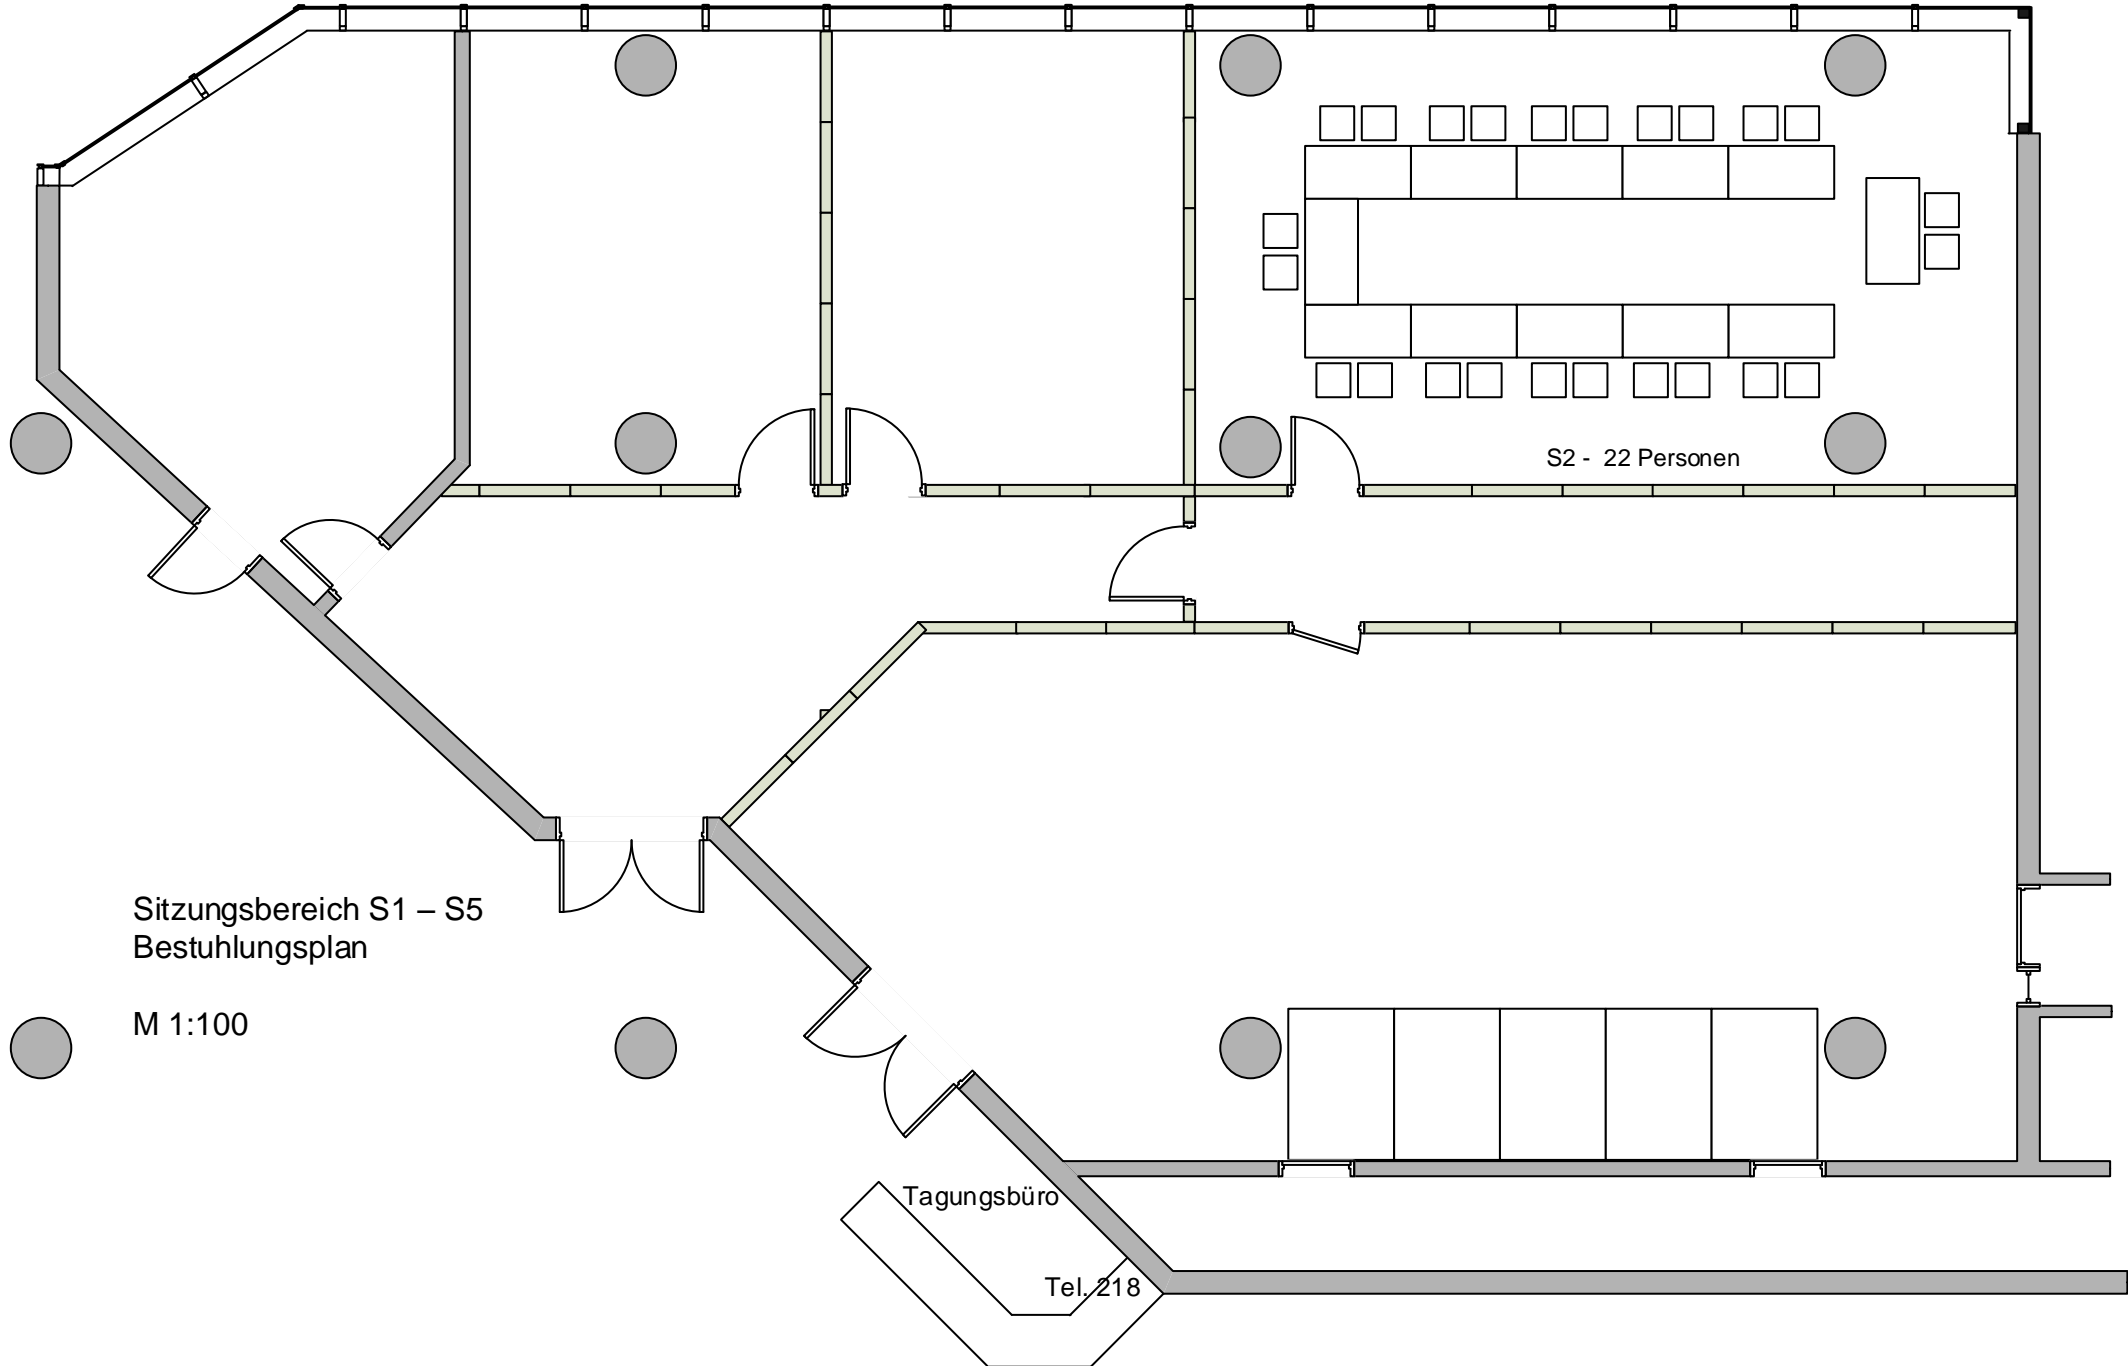 S2 - 22 Personen
Sitzungsbereich S1 – S5
Bestuhlungsplan
M 1:100
Tagungsbüro
Tel. 218